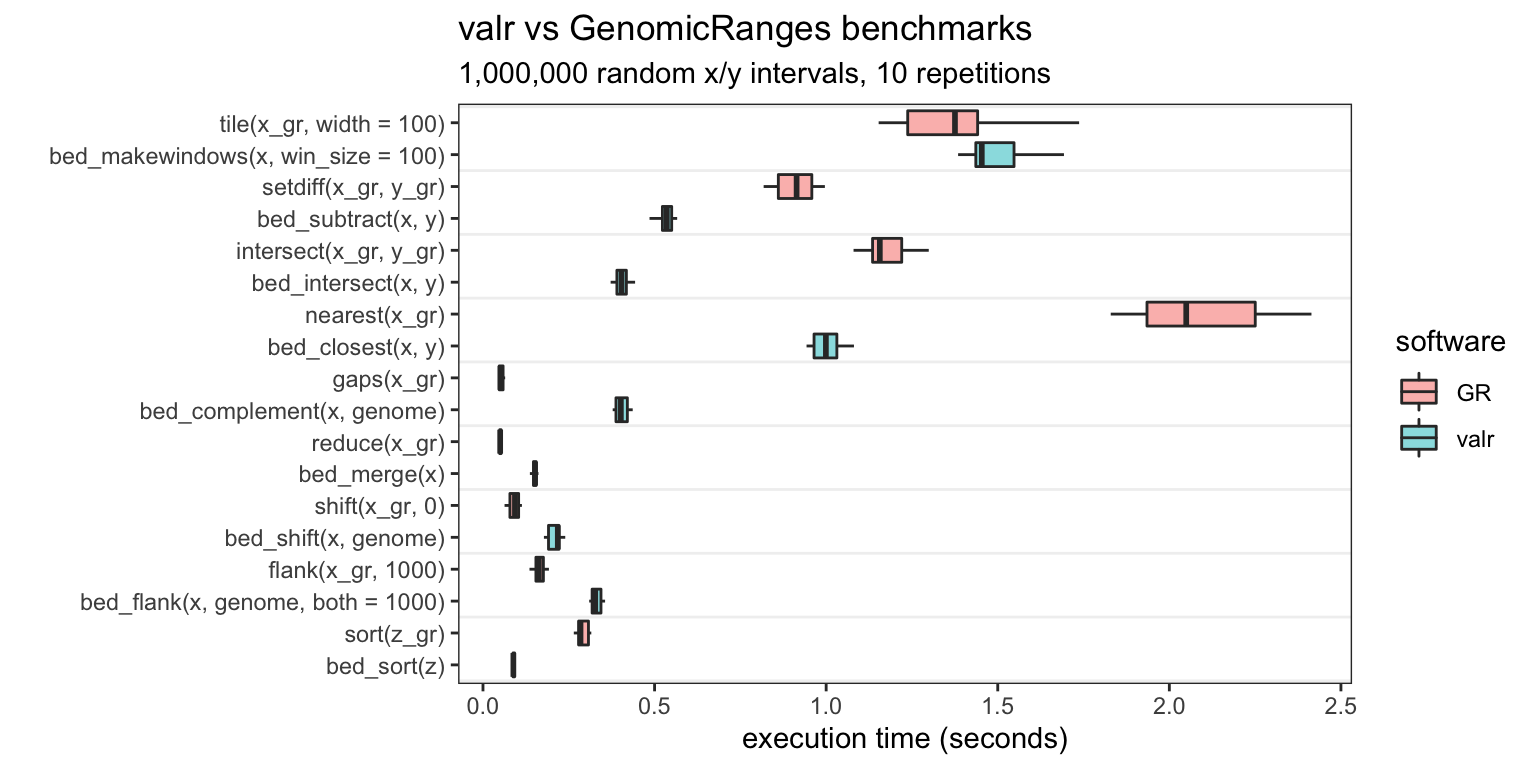 valr vs GenomicRanges benchmarks
1,000,000 random x/y intervals, 10 repetitions
tile(x_gr, width = 100)
bed_makewindows(x, win_size = 100)
setdiff(x_gr, y_gr)
bed_subtract(x, y)
intersect(x_gr, y_gr)
bed_intersect(x, y)
nearest(x_gr)
bed_closest(x, y)
gaps(x_gr)
bed_complement(x, genome)
reduce(x_gr)
bed_merge(x)
shift(x_gr, 0)
bed_shift(x, genome)
flank(x_gr, 1000)
bed_flank(x, genome, both = 1000)
sort(z_gr)
bed_sort(z)
0.0 0.5 1.0 1.5 2.0 2.5
execution time (seconds)
software
GR
valr